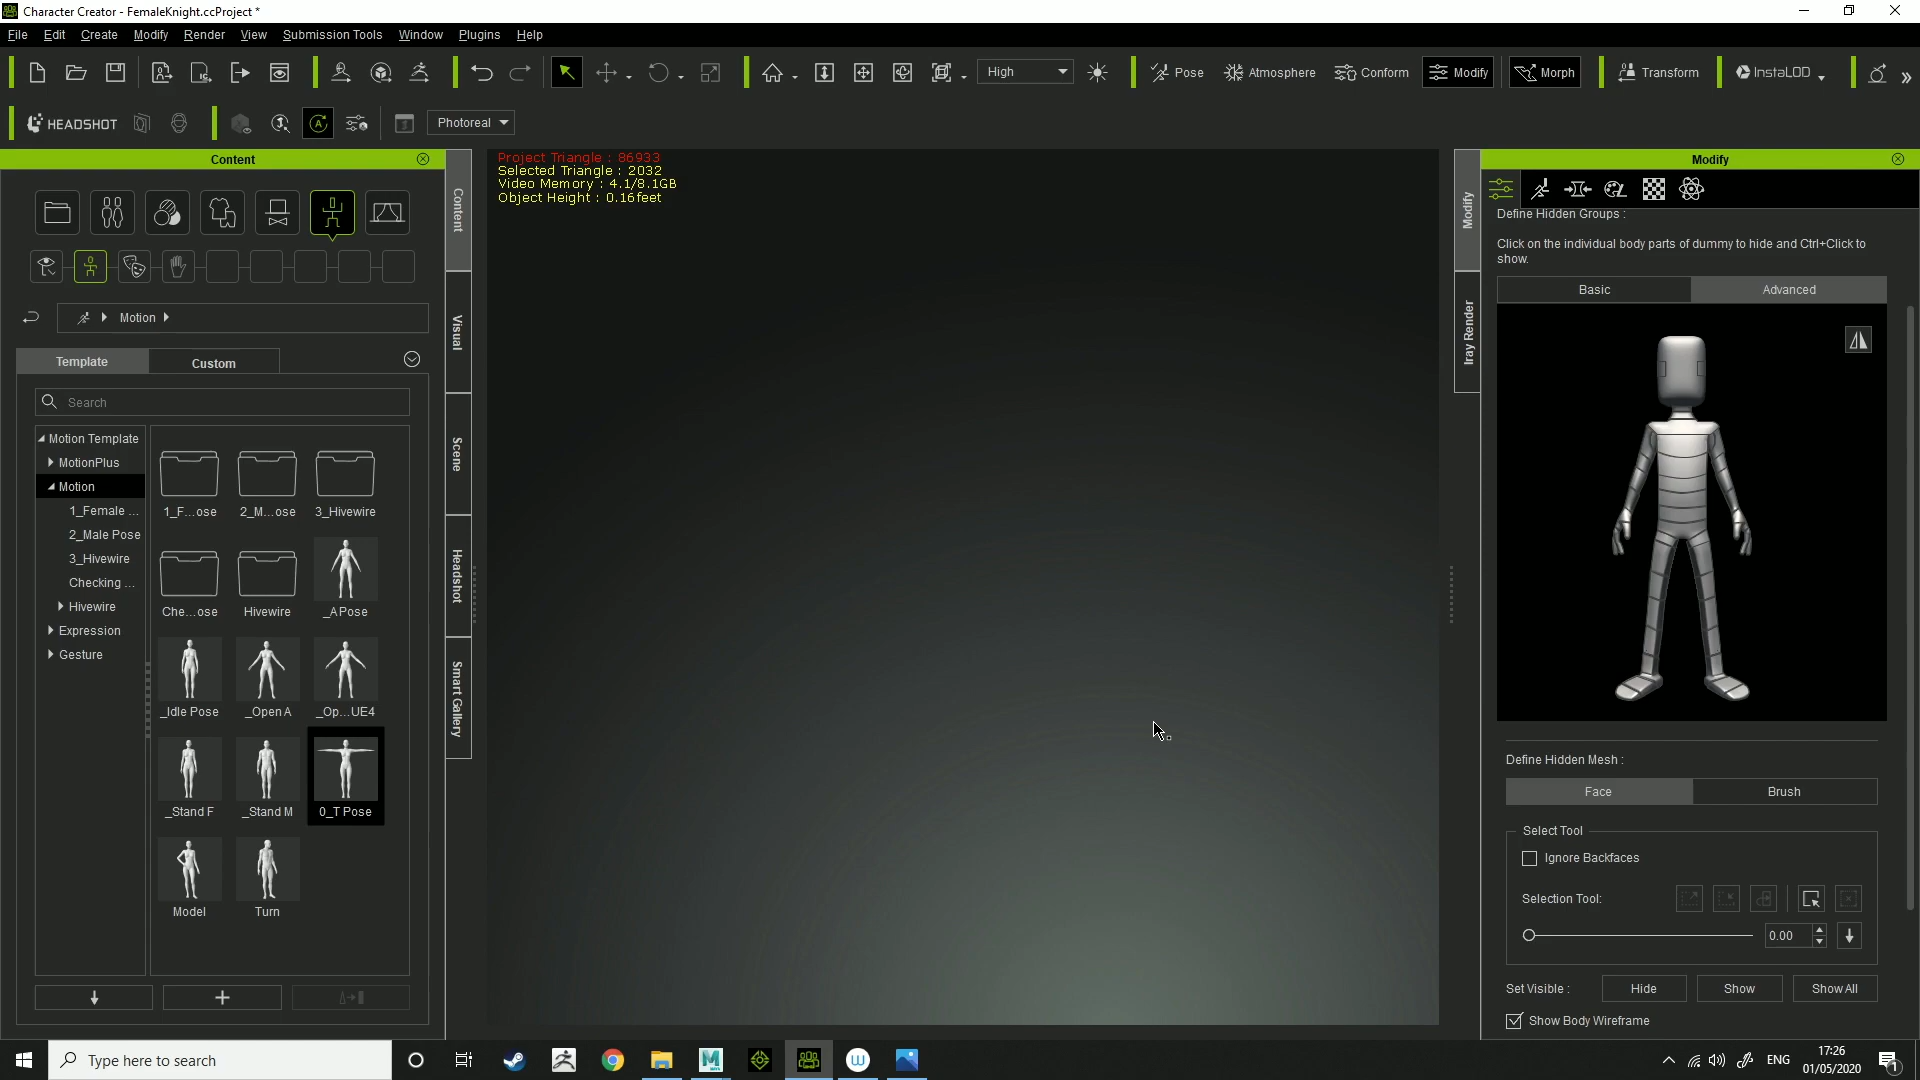 Character Creator - FemaleKnight.ccProject *
File Edit Create Modify Render View Submission Tools Window Plugins Help
High Pose Atmosphere Conform Modify Morph Transform InstaLOD
HEADSHOT Photoreal
Content
Modify
Project Triangle : 86933
Selected Triangle : 2032
Video Memory : 4.1/8.1GB
Object Height : 0.16feet
Motion
Template Custom
Search
Motion Template
MotionPlus
Motion
1_Female ...
2_Male Pose
3_Hivewire
Checking ...
Hivewire
Expression
Gesture
1_F...ose 2_M...ose 3_Hivewire
Che...ose Hivewire _A Pose
_Idle Pose _Open A _Op...UE4
_Stand F _Stand M 0_T Pose
Model Turn
Content
Visual
Scene
Headshot
Smart Gallery
Modify
Iray Render
Define Hidden Groups :
Click on the individual body parts of dummy to hide and Ctrl+Click to
show.
Basic Advanced
Define Hidden Mesh :
Face Brush
Select Tool
Ignore Backfaces
Selection Tool:
0.00
Set Visible : Hide Show Show All
Show Body Wireframe
Type here to search
ENG
17:26
01/05/2020
1